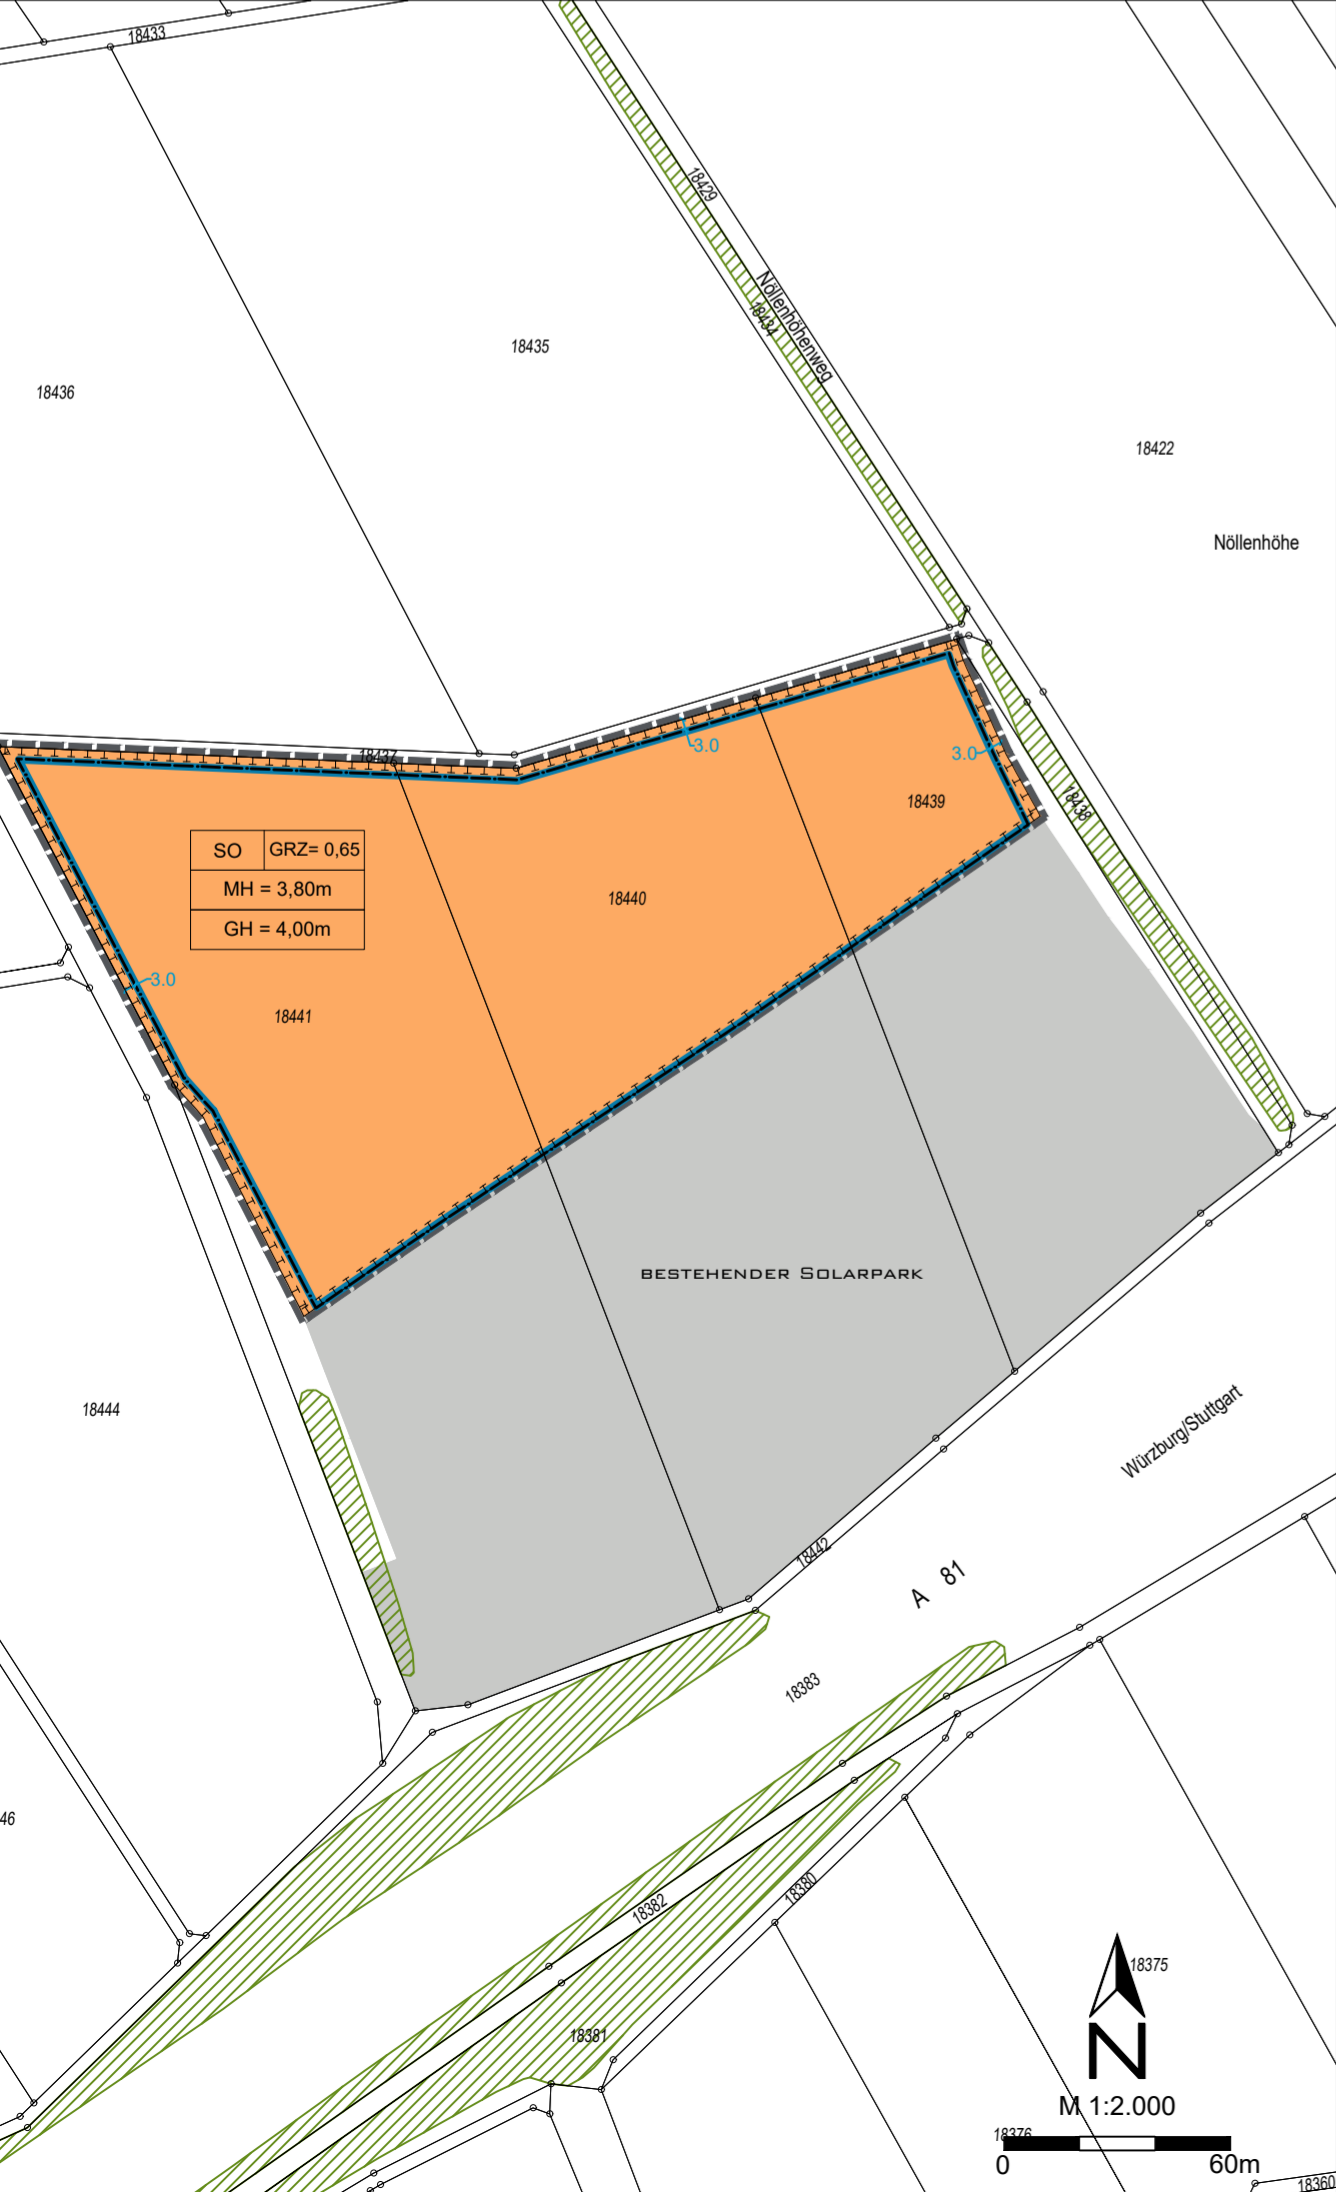 18433
18429
Nöllenhöhenweg
18434
18435
18436
18422
Nöllenhöhe
18437
3.0
3.0
18439
18438
SO GRZ= 0,65
MH = 3,80m
GH = 4,00m
18440
3.0
18441
BESTEHENDER SOLARPARK
18444
Würzburg/Stuttgart
18442
A 81
18383
46
18380
18382
18375
18381
N
M 1:2.000
18376
0 60m
18360